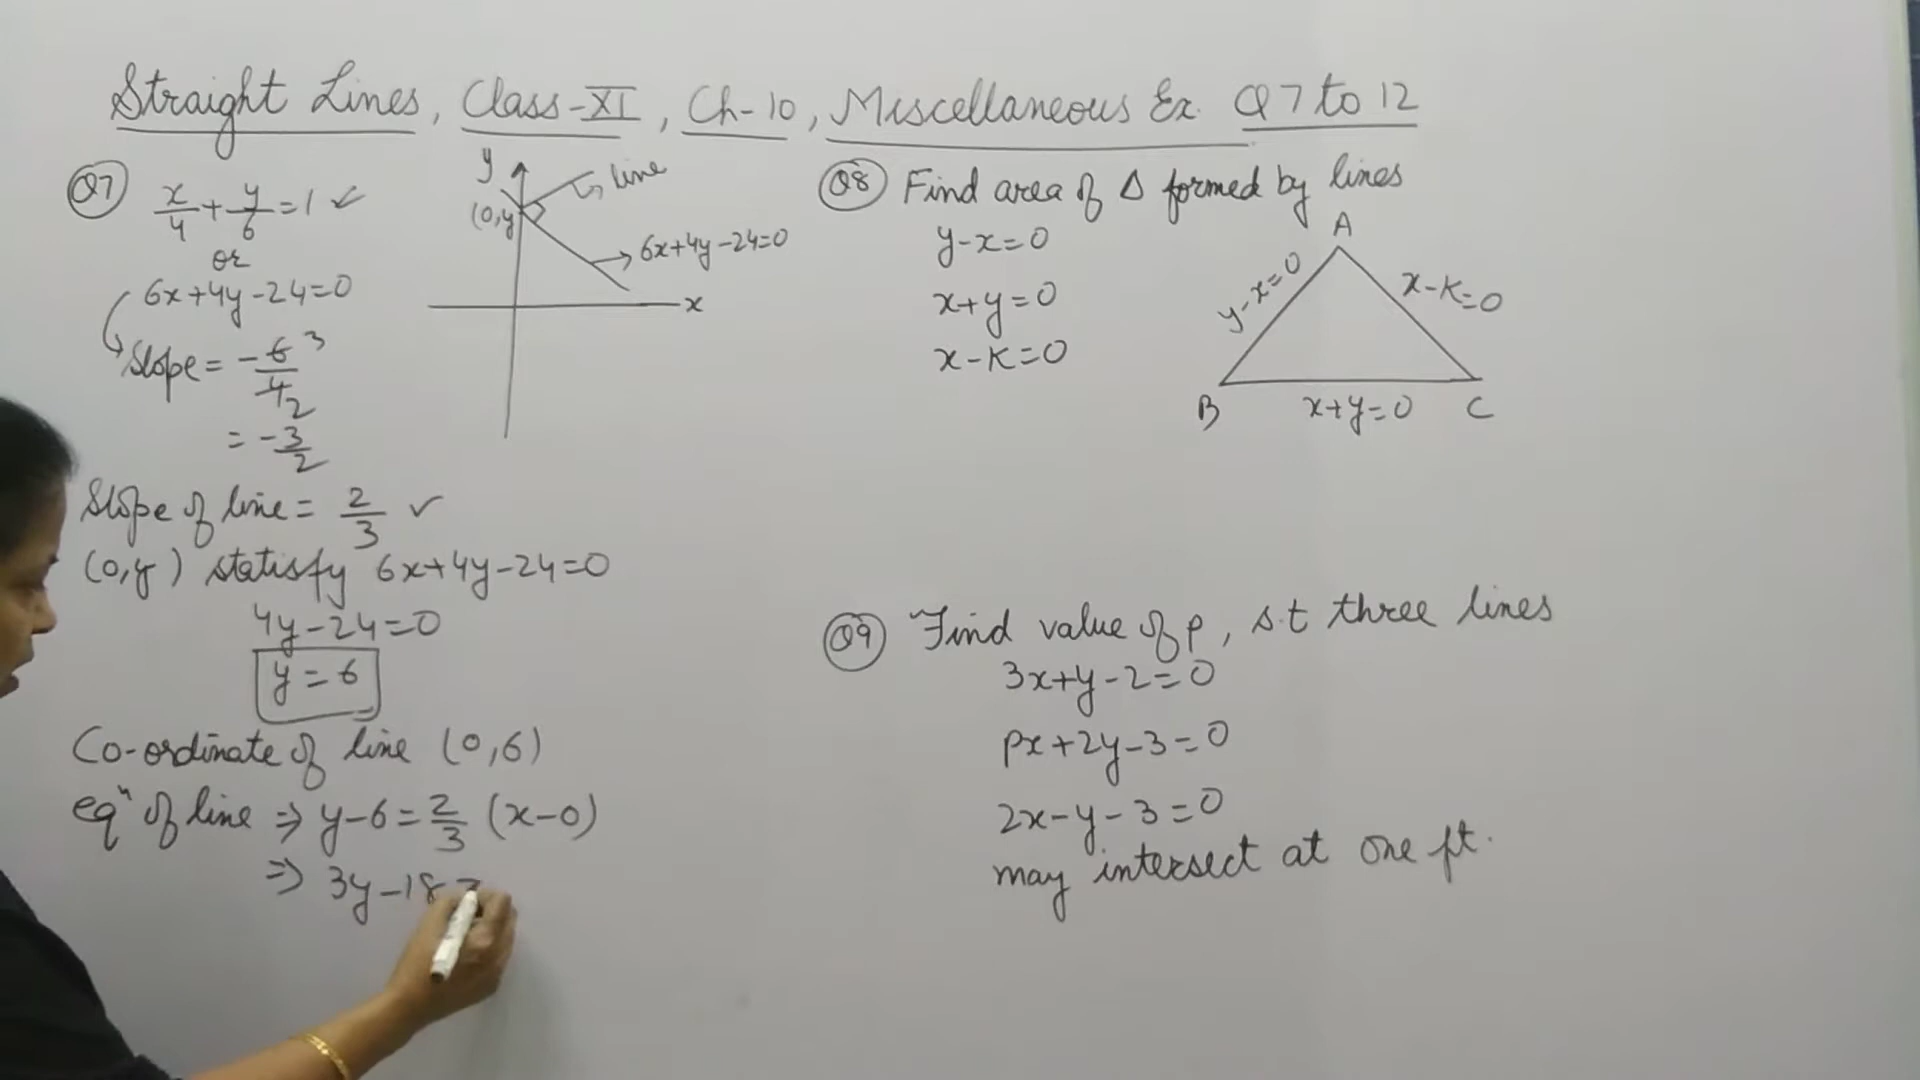 Straight Lines, Class-XI, Ch-10, Miscellaneous Ex. Q 7 to 12
Q7
x/4 + y/6 = 1 ✓
or
6x+4y-24=0
Slope = -6/4 3/2
= -3/2
y
line
(0,y)
6x+4y-24=0
x
Slope of line = 2/3 ✓
(0,y) statisfy 6x+4y-24=0
4y-24=0
y = 6
Co-ordinate of line (0,6)
eqⁿ of line ⇒ y-6 = 2/3 (x-0)
⇒ 3y-18 =
Q8 Find area of Δ formed by lines
y-x=0
x+y=0
x-K=0
A
y-x=0
x-K=0
B
x+y=0
C
Q9 Find value of p, s.t three lines
3x+y-2=0
px+2y-3=0
2x-y-3=0
may intersect at one pt.